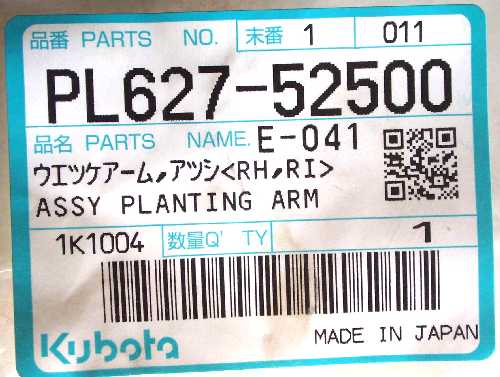 品番 PARTS NO. 末番 1 011
PL627-52500
品名 PARTS NAME. E-041
ウエツケアーム,アツシ<RH,RI>
ASSY PLANTING ARM
1K1004 数量Q' TY 1
Kubota MADE IN JAPAN